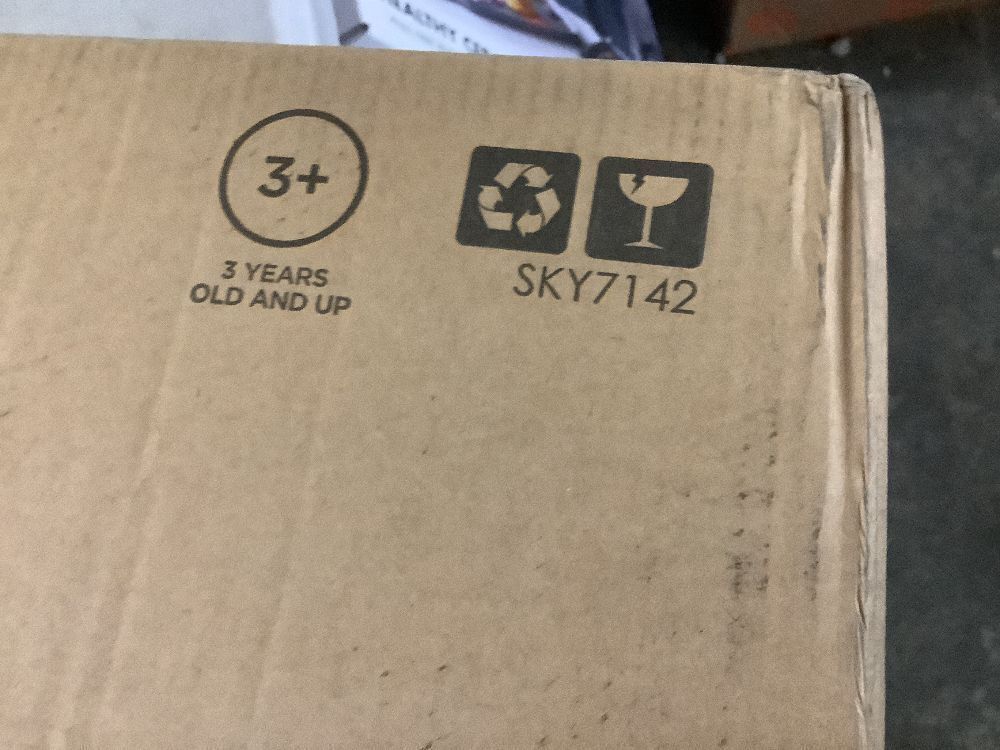 3+
3 YEARS
OLD AND UP
SKY7142